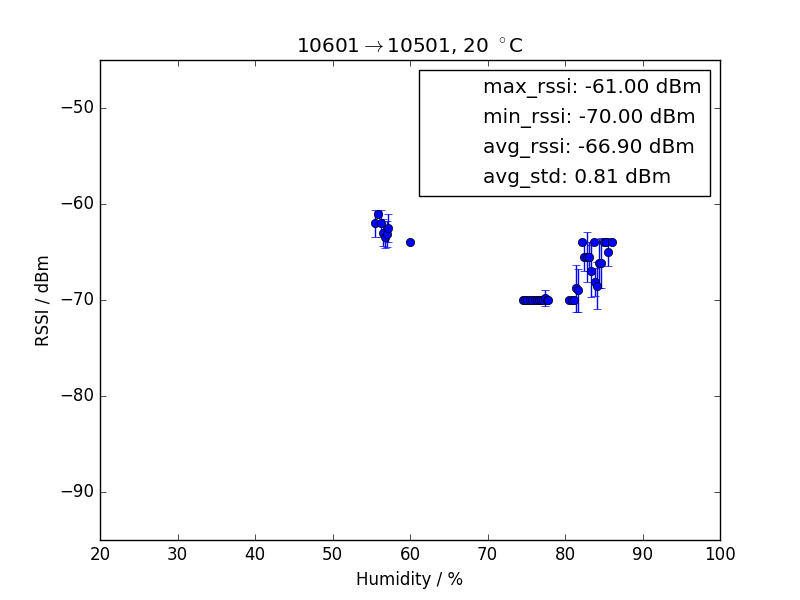 10601→10501, 20 °C
max_rssi: -61.00 dBm
min_rssi: -70.00 dBm
avg_rssi: -66.90 dBm
avg_std: 0.81 dBm
RSSI / dBm
−50
−60
−70
−80
−90
20 30 40 50 60 70 80 90 100
Humidity / %